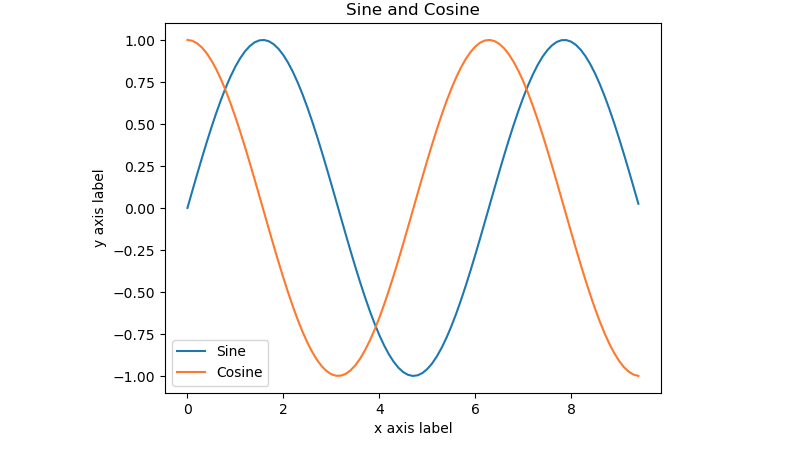 Sine and Cosine
1.00
0.75
0.50
0.25
0.00
−0.25
−0.50
−0.75
−1.00
y axis label
Sine
Cosine
0 2 4 6 8
x axis label